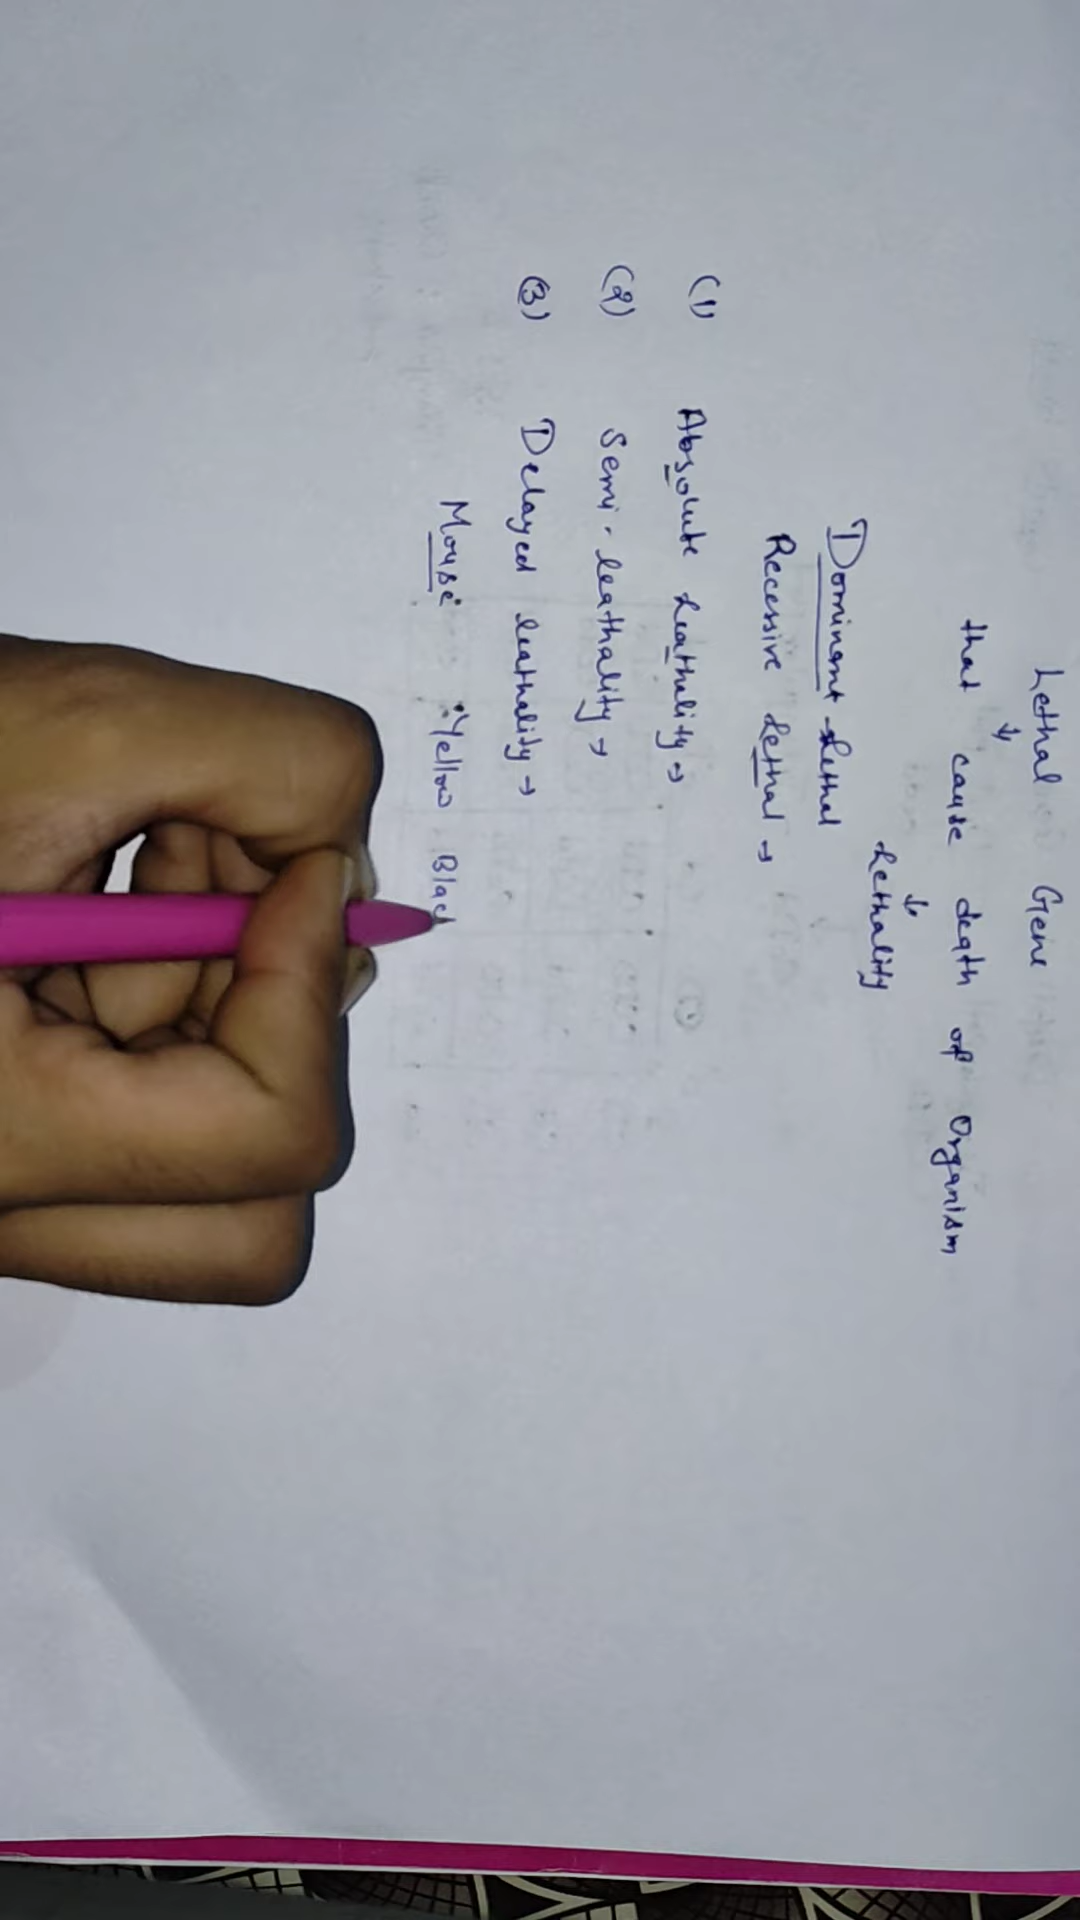 Lethal Gene
↓
that cause death of Organism
↓
Lethality
Dominant Lethal
Recessive Lethal →
(1) Absolute Leathality →
(2) Semi-leathality →
(3) Delayed leathality →
Mouse Yellow Black